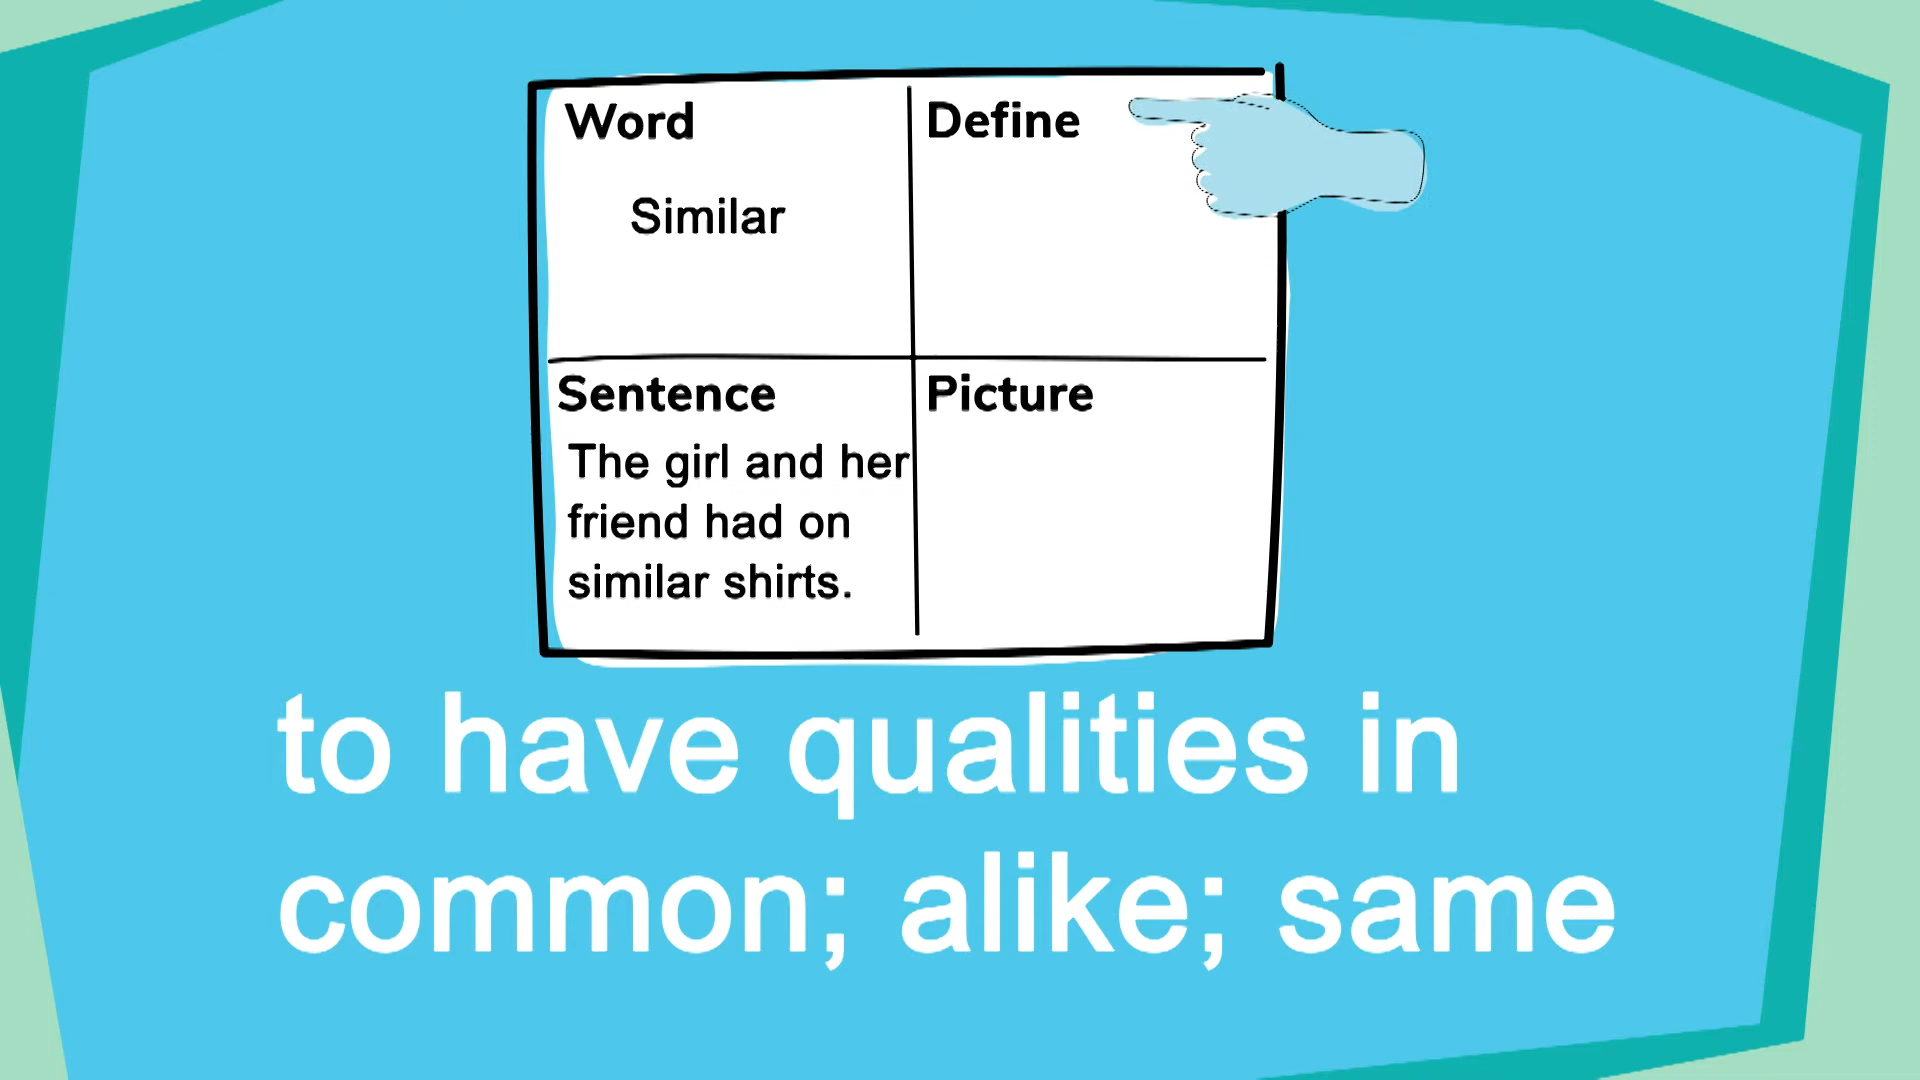 Word
Similar
Define
Sentence
The girl and her
friend had on
similar shirts.
Picture
to have qualities in
common; alike; same